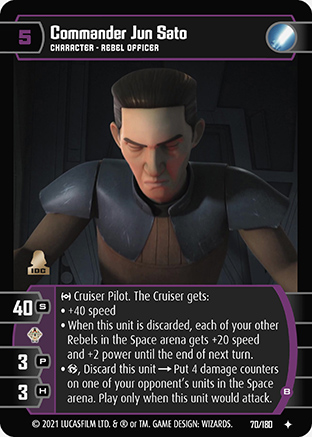 5
Commander Jun Sato
CHARACTER - REBEL OFFICER
IDC
40 S
3 P
3 H
Cruiser Pilot. The Cruiser gets:
• +40 speed
• When this unit is discarded, each of your other
Rebels in the Space arena gets +20 speed
and +2 power until the end of next turn.
• , Discard this unit → Put 4 damage counters
on one of your opponent's units in the Space
arena. Play only when this unit would attack.
B
© 2021 LUCASFILM LTD. & ® or TM. GAME DESIGN: WIZARDS.
70/180